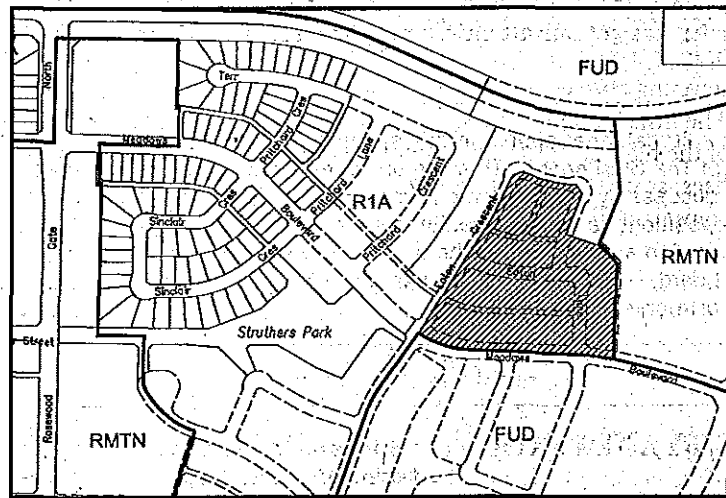 North
FUD
Terr
Meadows
Pritchard Cres
Lane
Crescent
Pritchard
R1A
Boulevard
Pritchard
Cres
Sinclair
Gate
Eaton Crescent
Eaton
RMTN
Cres
Sinclair
Struthers Park
Street
Meadows
Boulevard
Rosewood
RMTN
FUD